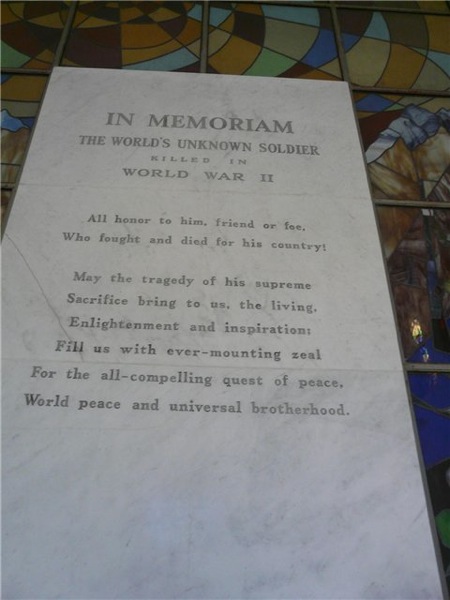 IN MEMORIAM
THE WORLD'S UNKNOWN SOLDIER
KILLED IN
WORLD WAR II
All honor to him, friend or foe,
Who fought and died for his country!
May the tragedy of his supreme
Sacrifice bring to us, the living,
Enlightenment and inspiration;
Fill us with ever-mounting zeal
For the all-compelling quest of peace,
World peace and universal brotherhood.